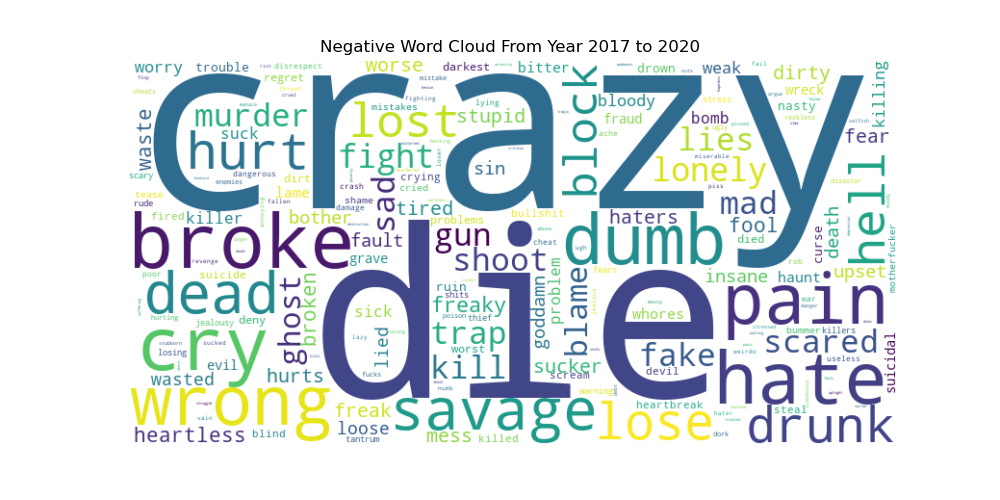 Negative Word Cloud From Year 2017 to 2020
crazy
die
worry
trouble
disrespect
regret
worse
darkest
bitter
drown
weak
dirty
wreck
nasty
killing
waste
murder
suck
hurt
lost
mistake
mistakes
fighting
lying
stupid
block
bloody
fraud
ache
stress
bomb
ugly
reckless
lies
fear
scary
dangerous
enemies
fight
crying
cried
sin
lonely
miserable
piss
disaster
hell
tease
rude
dirt
lame
fallen
crash
shame
damage
sad
tired
bullshit
problems
haters
mad
fool
death
died
curse
fired
killer
bother
annoying
broke
fault
grave
gun
shoot
cheat
dumb
ugh
fears
rob
insane
haunt
upset
motherfucker
poor
revenge
suicide
dead
ghost
broken
ruin
shits
freaky
poison
thief
goddamn
problem
blame
whores
pain
war
hurting
jealousy
deny
sick
lazy
lied
trap
worst
kill
numb
sucker
scream
fake
devil
messy
weirdo
bummer
killers
scared
useless
suicidal
cry
stubborn
sucked
losing
evil
wasted
hurts
fucks
warning
hate
wrong
struggle
vain
freak
loose
tantrum
savage
mess
killed
heartbreak
lose
hater
dork
steal
drunk
heartless
blind